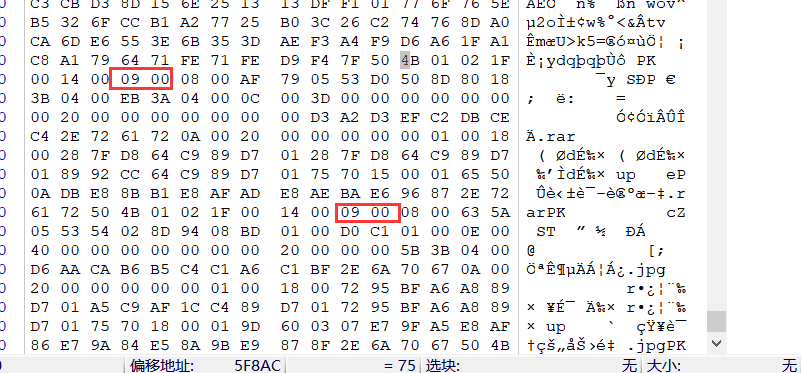 C3 CB D3 8D 15 6E 25 13 13 DF F1 01 77 6F 76 5E
B5 32 6F CC B1 A2 77 25 B0 3C 26 C2 74 76 8D A0 µ2oÌ±¢w%°<&Âtv
CA 6D E6 55 3E 6B 35 3D AE F3 A4 F9 D6 A6 1F A1 ÊmæU>k5=®ó¤ùÖ¦ ¡
C8 A1 79 64 71 FE 71 FE D9 F4 7F 50 4B 01 02 1F È¡ydqþqþÙô PK
00 14 00 09 00 08 00 AF 79 05 53 D0 50 8D 80 18 ¯y SÐP €
3B 04 00 EB 3A 04 00 0C 00 3D 00 00 00 00 00 00 ; ë: =
00 20 00 00 00 00 00 00 00 D3 A2 D3 EF C2 DB CE Ó¢ÓïÂÛÎ
C4 2E 72 61 72 0A 00 20 00 00 00 00 00 01 00 18 Ä.rar
00 28 7F D8 64 C9 89 D7 01 28 7F D8 64 C9 89 D7 ( ØdÉ‰× ( ØdÉ‰×
01 89 92 CC 64 C9 89 D7 01 75 70 15 00 01 65 50 ‰’ÌdÉ‰× up eP
0A DB E8 8B B1 E8 AF AD E8 AE BA E6 96 87 2E 72 Ûè‹±è¯-è®ºæ–‡.r
61 72 50 4B 01 02 1F 00 14 00 09 00 08 00 63 5A arPK cZ
05 53 54 02 8D 94 08 BD 01 00 D0 C1 01 00 0E 00 ST ”½ ÐÁ
40 00 00 00 00 00 00 00 20 00 00 00 5B 3B 04 00 @ [;
D6 AA CA B6 B5 C4 C1 A6 C1 BF 2E 6A 70 67 0A 00 ÖªÊ¶µÄÁ¦Á¿.jpg
20 00 00 00 00 00 01 00 18 00 72 95 BF A6 A8 89 r•¿¦¨‰
D7 01 A5 C9 AF 1C C4 89 D7 01 72 95 BF A6 A8 89 × ¥É¯ Ä‰× r•¿¦¨‰
D7 01 75 70 18 00 01 9D 60 03 07 E7 9F A5 E8 AF × up ` çŸ¥è¯
86 E7 9A 84 E5 8A 9B E9 87 8F 2E 6A 70 67 50 4B †çš„åŠ›é‡ .jpgPK
偏移地址: 5F8AC = 75 选块: 无 大小: 无